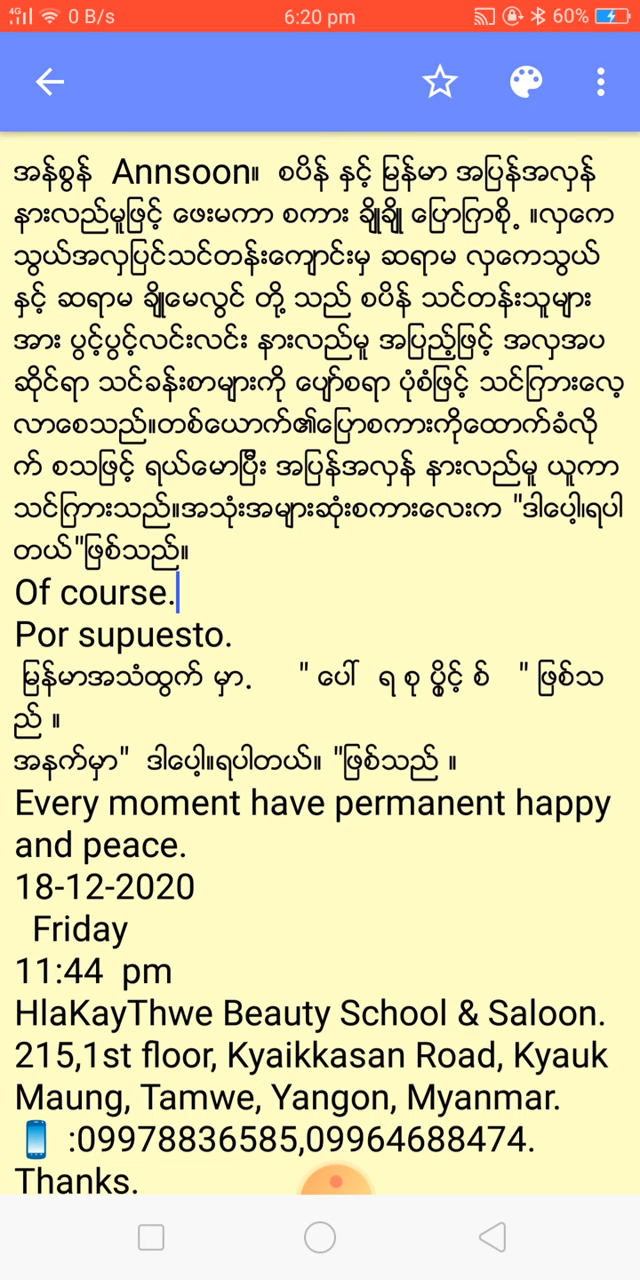 4G 0 B/s 6:20 pm 60%
အန်စွန် Annsoon။ စပိန် နှင့် မြန်မာ အပြန်အလှန်
နားလည်မှုဖြင့် ဖေးမကာ စကား ချိုချို ပြောကြစို့ ။လှကေ
သွယ်အလှပြင်သင်တန်းကျောင်းမှ ဆရာမ လှကေသွယ်
နှင့် ဆရာမ ချိုမေလွင် တို့ သည် စပိန် သင်တန်းသူများ
အား ပွင့်ပွင့်လင်းလင်း နားလည်မှု အပြည့်ဖြင့် အလှအပ
ဆိုင်ရာ သင်ခန်းစာများကို ပျော်စရာ ပုံစံဖြင့် သင်ကြားလေ့
လာစေသည်။တစ်ယောက်၏ပြောစကားကိုထောက်ခံလို
က် စသဖြင့် ရယ်မောပြီး အပြန်အလှန် နားလည်မှု ယူကာ
သင်ကြားသည်။အသုံးအများဆုံးစကားလေးက "ဒါပေါ့၊ရပါ
တယ်"ဖြစ်သည်။
Of course.
Por supuesto.
မြန်မာအသံထွက် မှာ. " ပေါ် ရ စု ပွိုင့် စ် " ဖြစ်သ
ည် ။
အနက်မှာ" ဒါပေါ့။ရပါတယ်။ "ဖြစ်သည် ။
Every moment have permanent happy
and peace.
18-12-2020
Friday
11:44 pm
HlaKayThwe Beauty School & Saloon.
215,1st floor, Kyaikkasan Road, Kyauk
Maung, Tamwe, Yangon, Myanmar.
📱 :09978836585,09964688474.
Thanks.